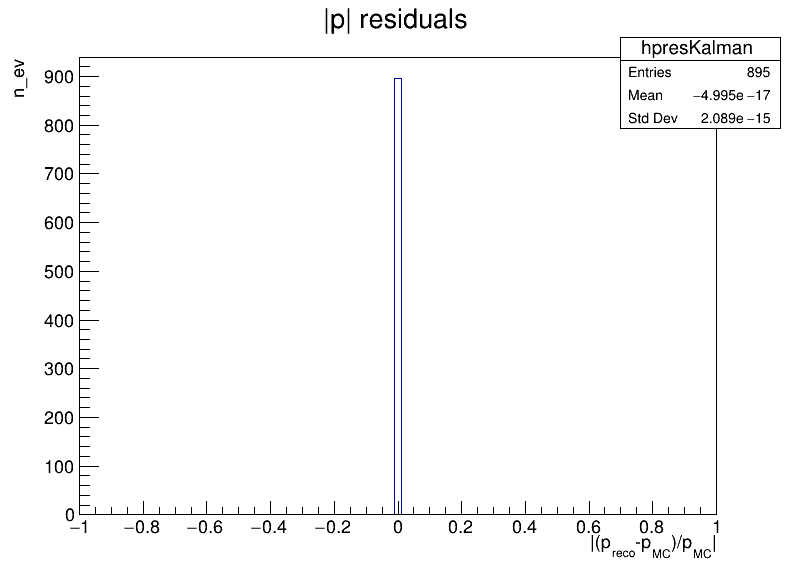 |p| residuals
hpresKalman
Entries 895
Mean −4.995e −17
Std Dev 2.089e −15
n_ev
900
800
700
600
500
400
300
200
100
0
−1 −0.8 −0.6 −0.4 −0.2 0 0.2 0.4 0.6 0.8 1
|(p_reco-p_MC)/p_MC|